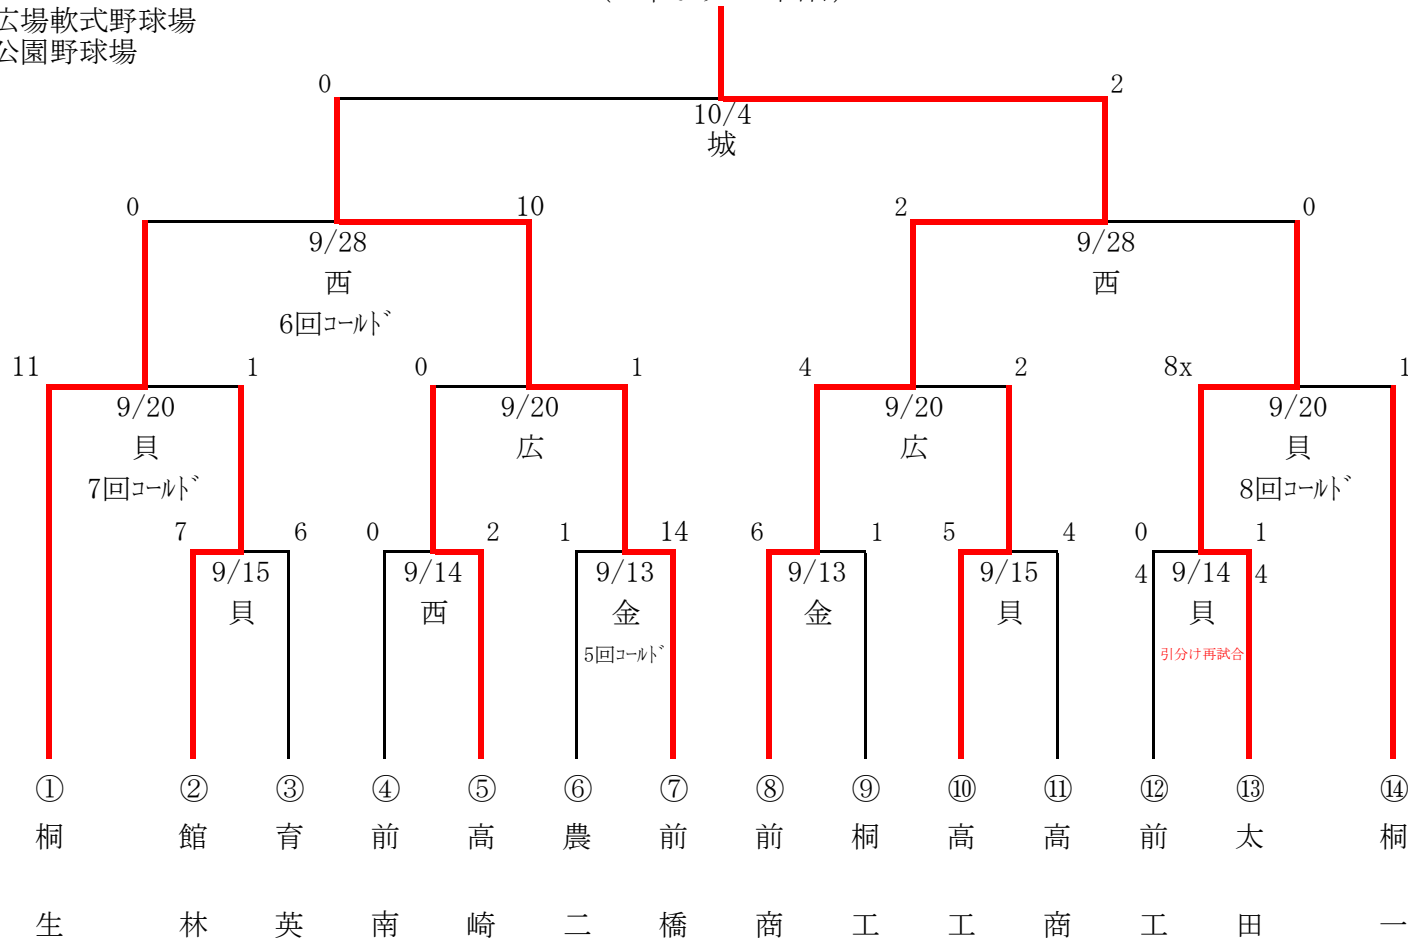 広場軟式野球場
公園野球場
0 2
10/4
城
0 10 2 0
9/28 9/28
西 西
6回コールド
11 1 0 1 4 2 8x 1
9/20 9/20 9/20 9/20
貝 広 広 貝
7回コールド 8回コールド
7 6 0 2 1 14 6 1 5 4 0 1
9/15 9/14 9/13 9/13 9/15 4 9/14 4
貝 西 金 金 貝 貝
5回コールド 引分け再試合
① ② ③ ④ ⑤ ⑥ ⑦ ⑧ ⑨ ⑩ ⑪ ⑫ ⑬ ⑭
桐 館 育 前 高 農 前 前 桐 高 高 前 太 桐
生 林 英 南 崎 二 橋 商 工 工 商 工 田 一